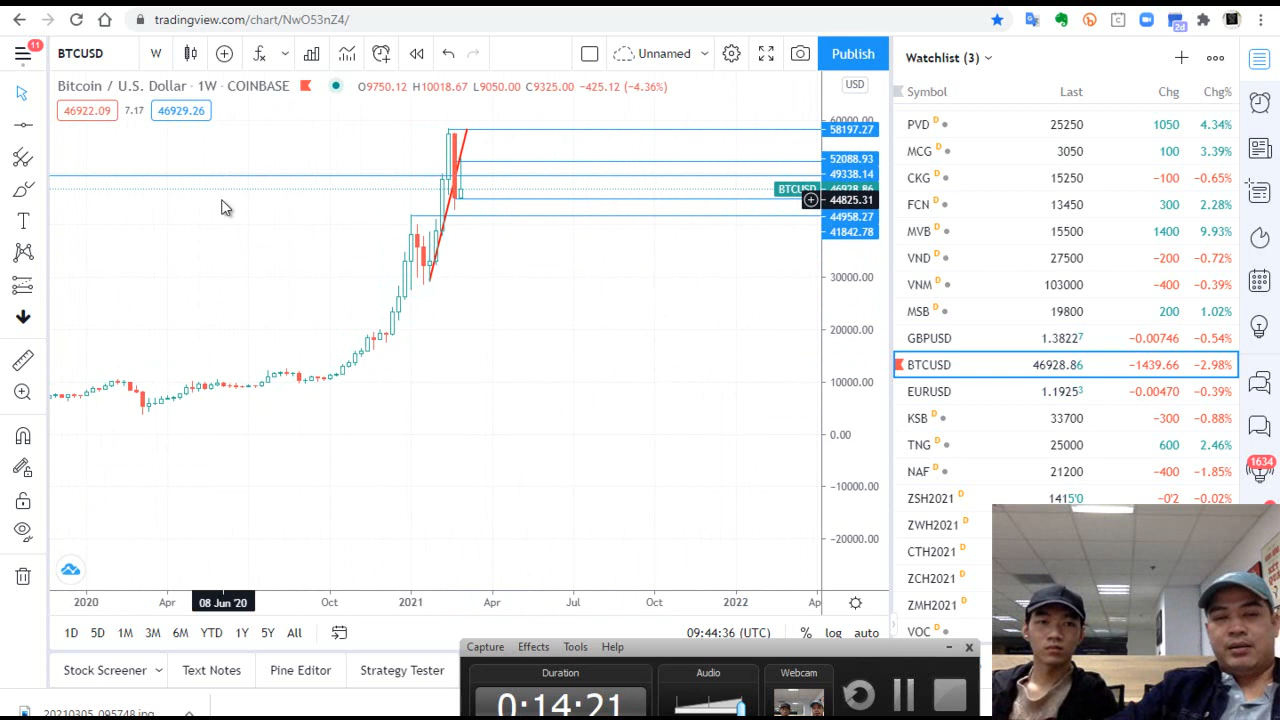 tradingview.com/chart/NwO53nZ4/
2d
11
BTCUSD
W
Unnamed
Publish
Bitcoin / U.S. Dollar · 1W · COINBASE
O9750.12 H10018.67 L9050.00 C9325.00 −425.12 (−4.36%)
USD
46922.09
7.17
46929.26
60000.00
58197.27
52088.93
49338.14
BTCUSD
46928.86
44825.31
44958.27
41842.78
30000.00
20000.00
10000.00
0.00
−10000.00
−20000.00
2020
Apr
08 Jun '20
Oct
2021
Apr
Jul
Oct
2022
Ap
1D
5D
1M
3M
6M
YTD
1Y
5Y
All
09:44:36 (UTC)
%
log
auto
Stock Screener
Text Notes
Pine Editor
Strategy Tester
20210305_095748.jpg
Watchlist (3)
Symbol Last Chg Chg%
PVD D 25250 1050 4.34%
MCG D 3050 100 3.39%
CKG D 15250 −100 −0.65%
FCN D 13450 300 2.28%
MVB D 15500 1400 9.93%
VND D 27500 −200 −0.72%
VNM D 103000 −400 −0.39%
MSB D 19800 200 1.02%
GBPUSD 1.38227 −0.00746 −0.54%
BTCUSD 46928.86 −1439.66 −2.98%
EURUSD 1.19253 −0.00470 −0.39%
KSB D 33700 −300 −0.88%
TNG D 25000 600 2.46%
NAF D 21200 −400 −1.85%
ZSH2021 D 1415'0 −0'2 −0.02%
ZWH2021 D
CTH2021 D
ZCH2021 D
ZMH2021 D
VOC D
1634
Capture
Effects
Tools
Help
Duration
Audio
Webcam
0:14:21